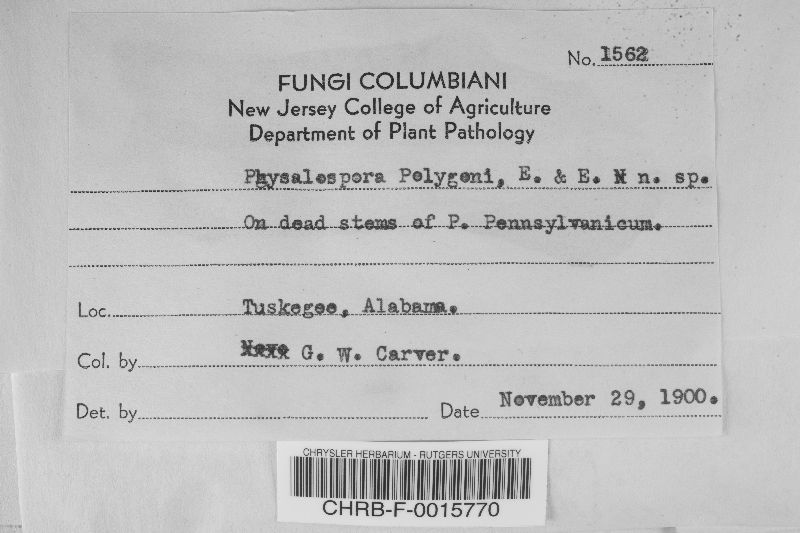 No. 1562
FUNGI COLUMBIANI
New Jersey College of Agriculture
Department of Plant Pathology
Physalospora Polygoni, E. & E. n. sp.
On dead stems of P. Pennsylvanicum.
Loc. Tuskegee, Alabama.
Col. by G. W. Carver.
Det. by Date November 29, 1900.
CHRYSLER HERBARIUM - RUTGERS UNIVERSITY
CHRB-F-0015770